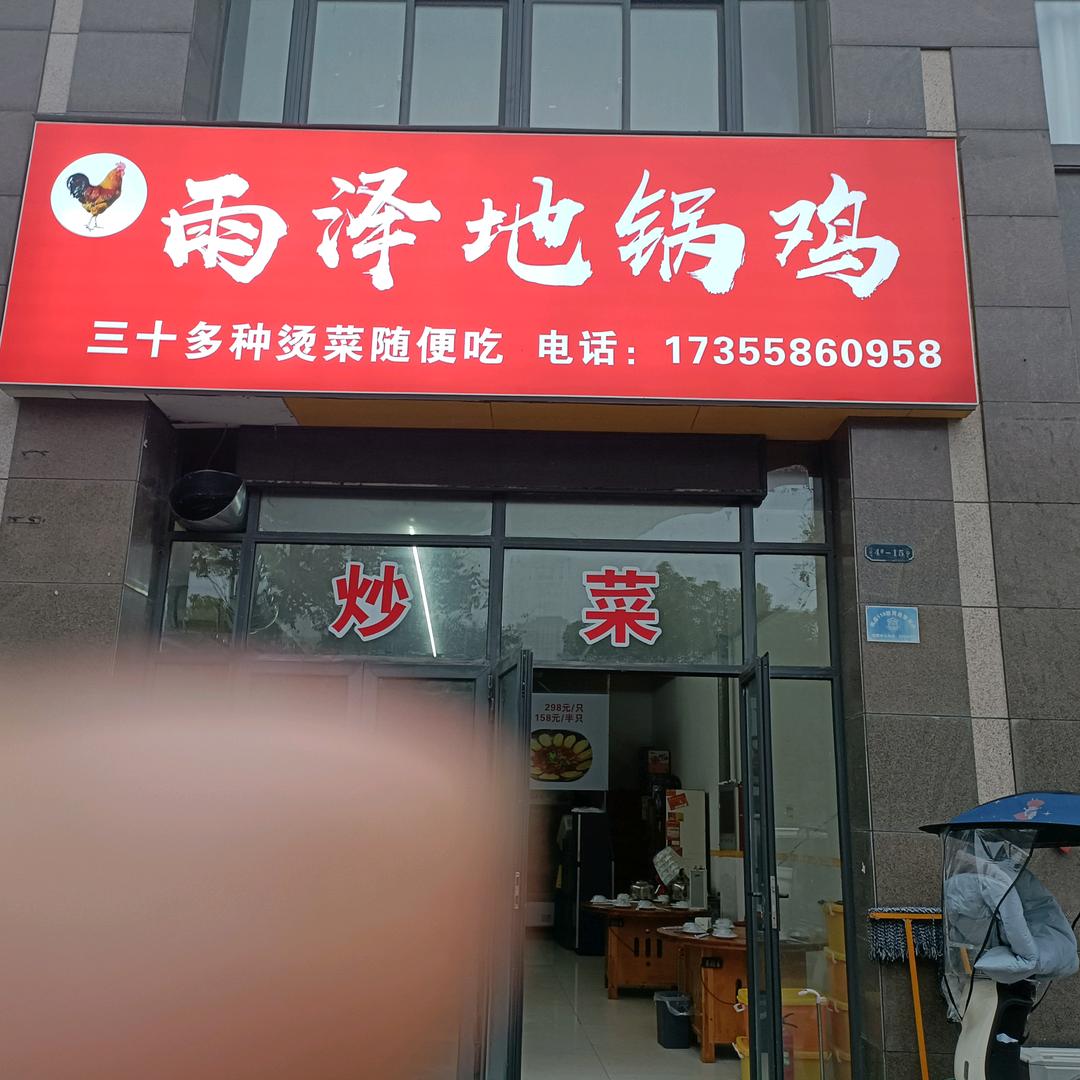 雨泽地锅鸡
三十多种烫菜随便吃 电话：17355860958
炒菜
298元/只
158元/半只